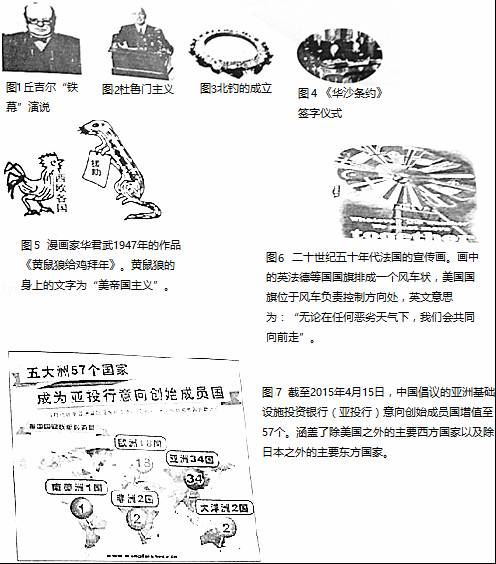 图1丘吉尔“铁
幕”演说
图2杜鲁门主义
图3北约的成立
图4《华沙条约》
签字仪式
西欧各国
援助
图5 漫画家华君武1947年的作品
《黄鼠狼给鸡拜年》。黄鼠狼的
身上的文字为“美帝国主义”。
图6 二十世纪五十年代法国的宣传画。画中
的英法德等国国旗排成一个风车状，美国国
旗位于风车负责控制方向处，英文意思
为：“无论在任何恶劣天气下，我们会共同
向前走”。
五大洲57个国家
成为亚投行意向创始成员国
欧洲18国
18
亚洲34国
34
南美洲1国
1
非洲2国
2
大洋洲2国
2
图7 截至2015年4月15日，中国倡议的亚洲基础
设施投资银行（亚投行）意向创始成员国增值至
57个。涵盖了除美国之外的主要西方国家以及除
日本之外的主要东方国家。